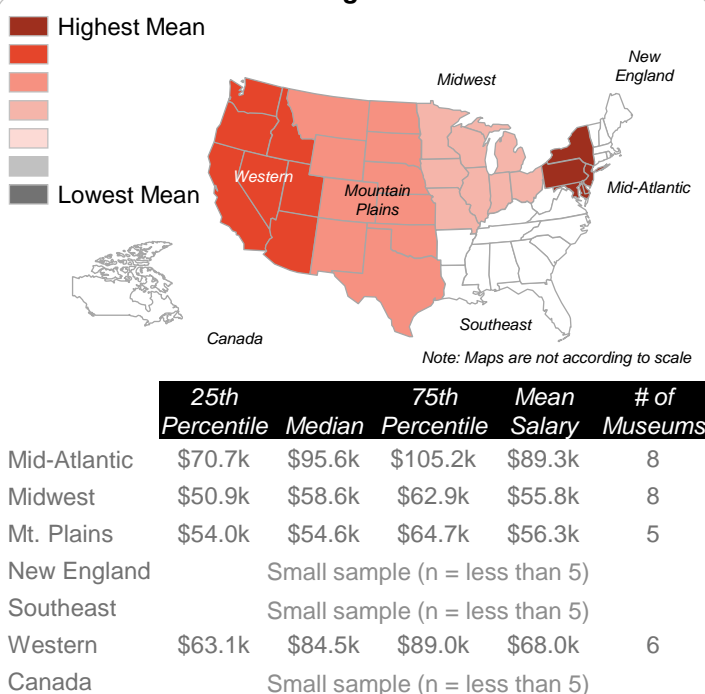 Highest Mean
Lowest Mean
New
England
Midwest
Western
Mountain
Plains
Mid-Atlantic
Southeast
Canada
Note: Maps are not according to scale
25th Percentile Median 75th Percentile Mean Salary # of Museums
Mid-Atlantic $70.7k $95.6k $105.2k $89.3k 8
Midwest $50.9k $58.6k $62.9k $55.8k 8
Mt. Plains $54.0k $54.6k $64.7k $56.3k 5
New England Small sample (n = less than 5)
Southeast Small sample (n = less than 5)
Western $63.1k $84.5k $89.0k $68.0k 6
Canada Small sample (n = less than 5)